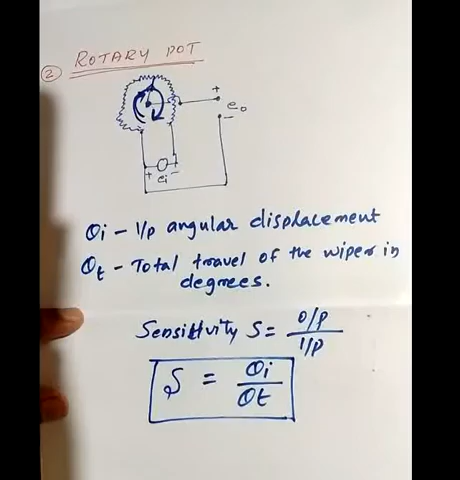 ② ROTARY POT
+
e₀
-
+ -
eᵢ
θi - I/p angular displacement
θt - Total travel of the wiper in
degrees.
Sensitivity S = O/P
I/P
S = θi
θt